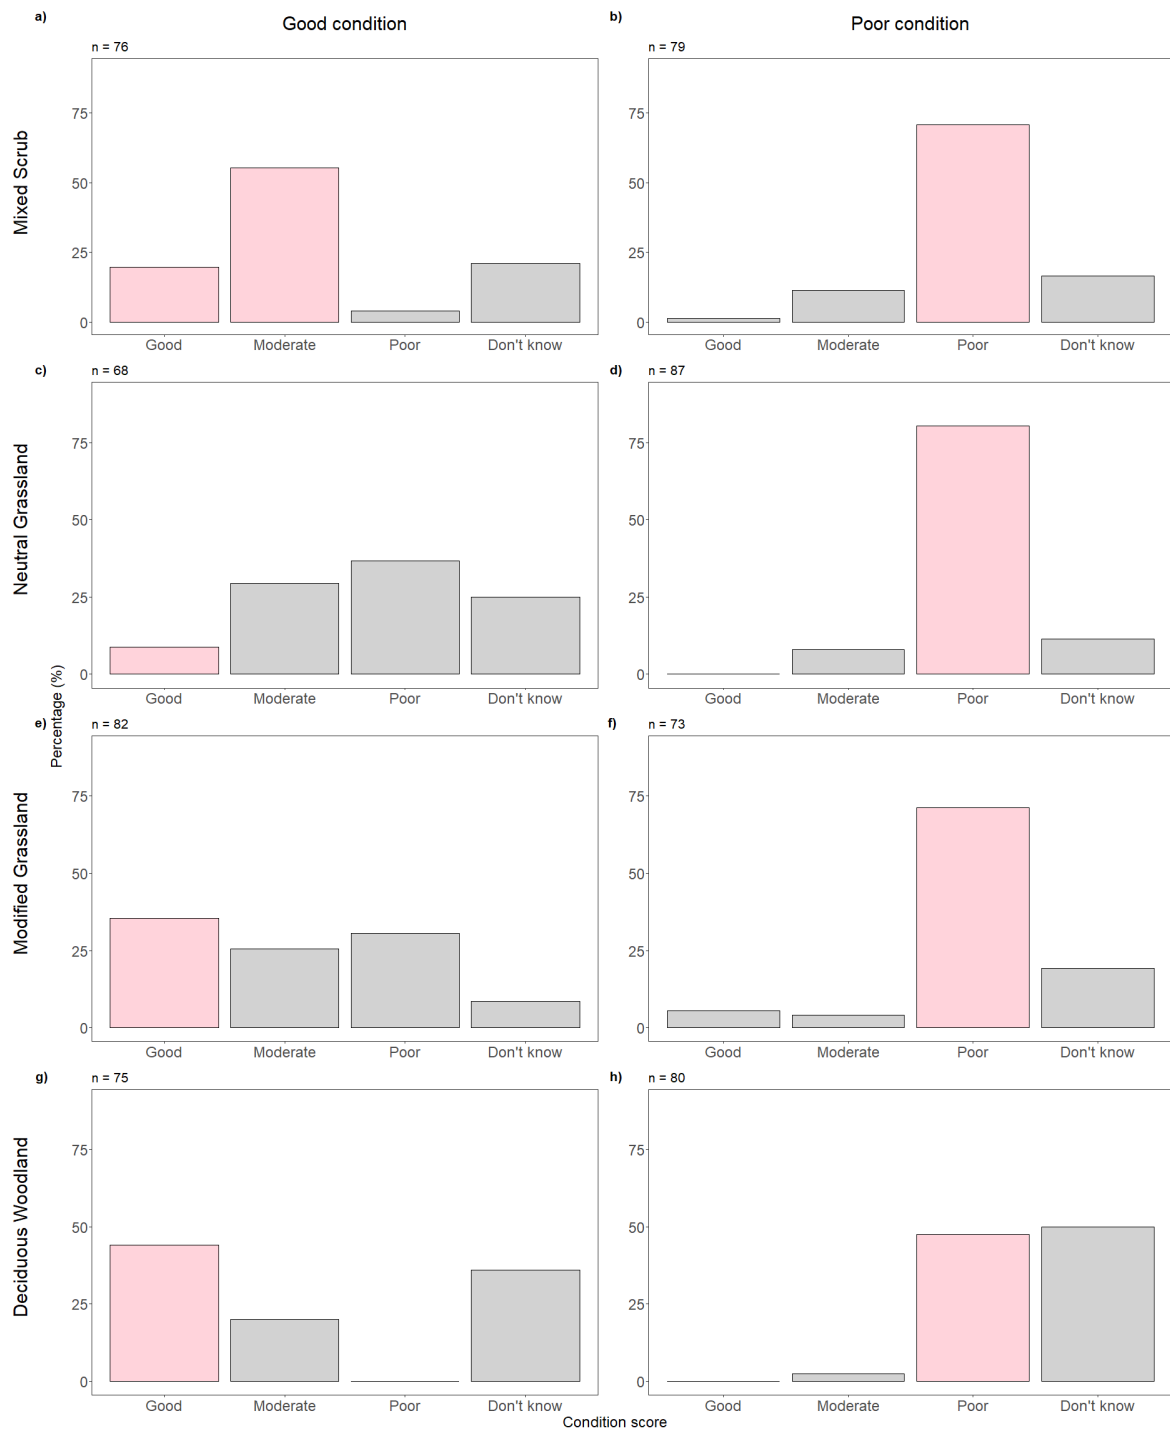 a)
Good condition
b)
Poor condition
n = 76
n = 79
Mixed Scrub
75
50
25
0
Good Moderate Poor Don't know
75
50
25
0
Good Moderate Poor Don't know
c)
n = 68
d)
n = 87
Neutral Grassland
75
50
25
0
Good Moderate Poor Don't know
75
50
25
0
Good Moderate Poor Don't know
Percentage (%)
e)
n = 82
f)
n = 73
Modified Grassland
75
50
25
0
Good Moderate Poor Don't know
75
50
25
0
Good Moderate Poor Don't know
g)
n = 75
h)
n = 80
Deciduous Woodland
75
50
25
0
Good Moderate Poor Don't know
75
50
25
0
Good Moderate Poor Don't know
Condition score